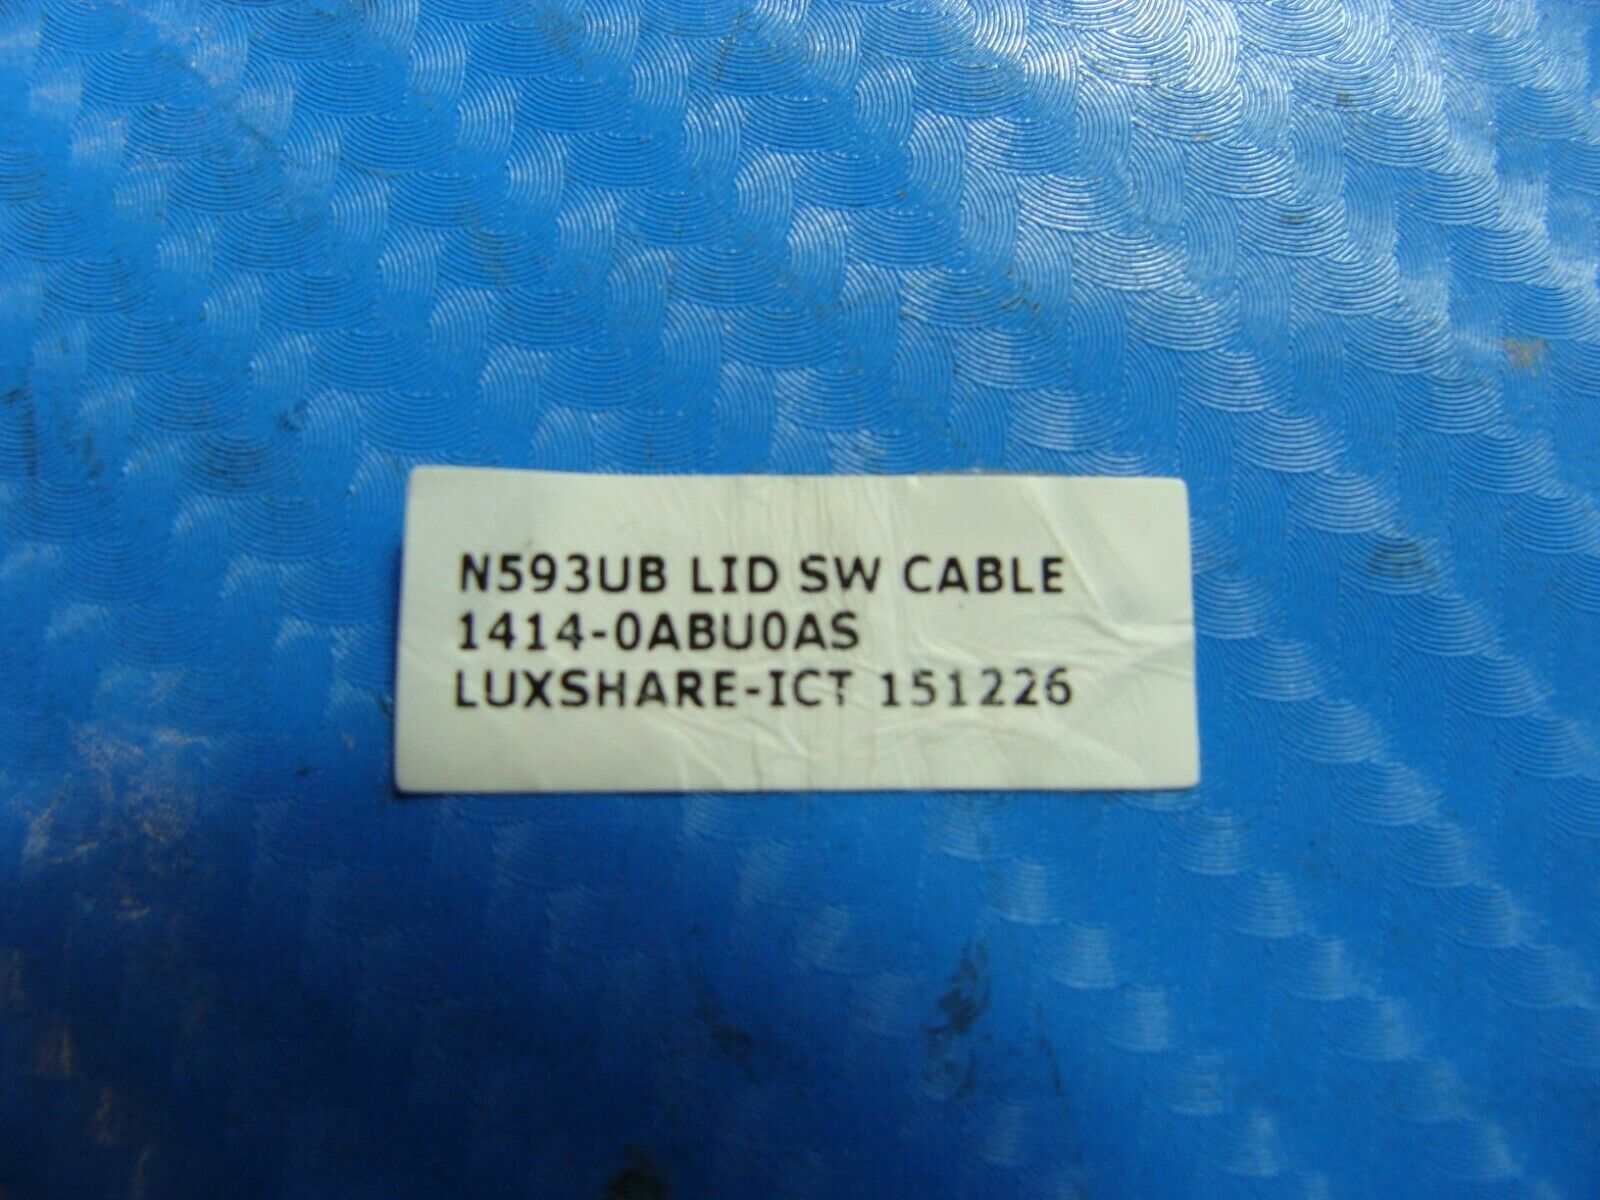 N593UB LID SW CABLE
1414-0ABU0AS
LUXSHARE-ICT 151226